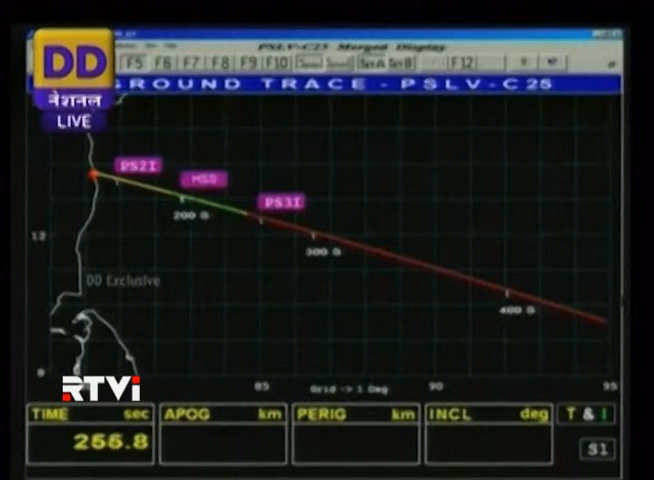 PSLV-C25 Merged Display
F5 F6 F7 F8 F9 F10 F12
DD
नेशनल
LIVE
GROUND TRACE - PSLV-C25
PS2I
HSS
PS3I
200 S
300 S
400 S
12
DD Exclusive
RTVi
85 Grid -> 1 Deg 90 95
TIME sec APOG km PERIG km INCL deg T & I
255.8
S1